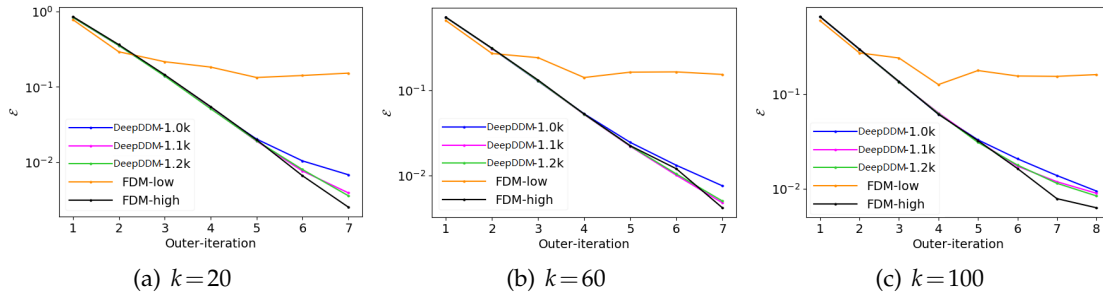 10⁰
10⁻¹
10⁻²
ℰ
DeepDDM-1.0k
DeepDDM-1.1k
DeepDDM-1.2k
FDM-low
FDM-high
1 2 3 4 5 6 7
Outer-iteration
(a) k=20
10⁻¹
10⁻²
ℰ
DeepDDM-1.0k
DeepDDM-1.1k
DeepDDM-1.2k
FDM-low
FDM-high
1 2 3 4 5 6 7
Outer-iteration
(b) k=60
10⁻¹
10⁻²
ℰ
DeepDDM-1.0k
DeepDDM-1.1k
DeepDDM-1.2k
FDM-low
FDM-high
1 2 3 4 5 6 7 8
Outer-iteration
(c) k=100